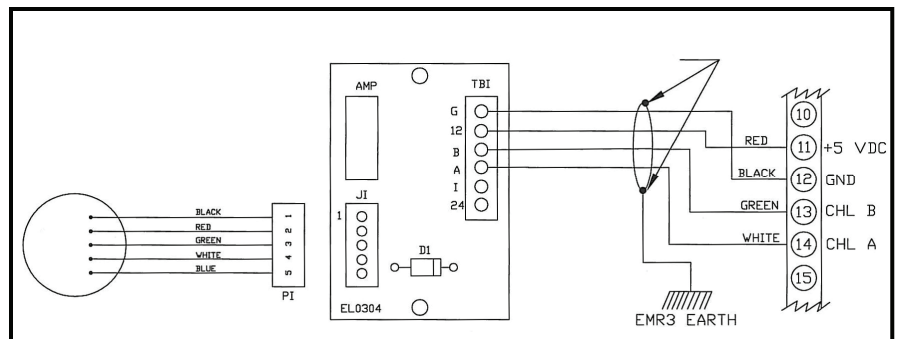 AMP
TBI
G
12
B
A
I
24
JI
1
D1
EL0304
BLACK
RED
GREEN
WHITE
BLUE
1
2
3
4
5
PI
RED
BLACK
GREEN
WHITE
10
11 +5 VDC
12 GND
13 CHL B
14 CHL A
15
EMR3 EARTH